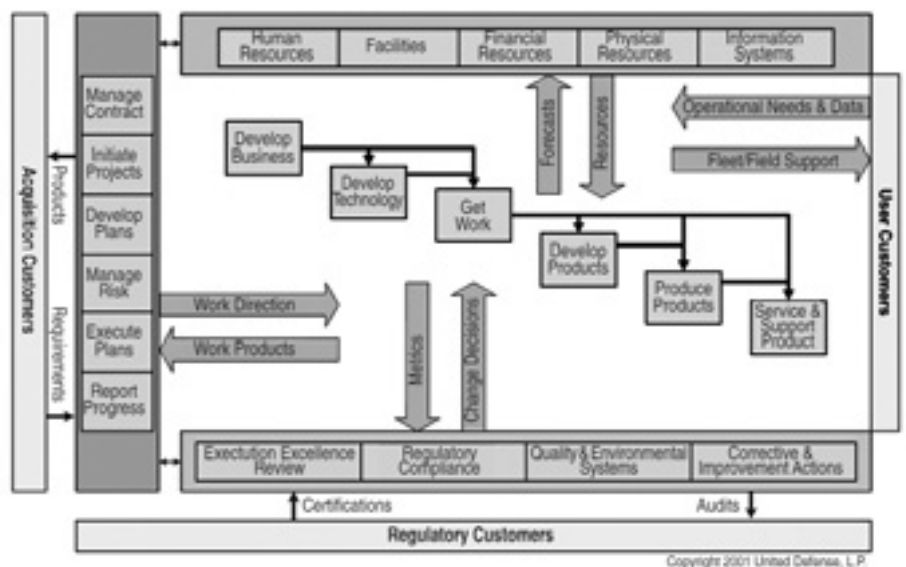 Human
Resources
Facilities
Financial
Resources
Physical
Resources
Information
Systems
Manage
Contract
Initiate
Projects
Develop
Plans
Manage
Risk
Execute
Plans
Report
Progress
Acquisition Customers
Products
Requirements
Develop
Business
Develop
Technology
Get
Work
Develop
Products
Produce
Products
Service &
Support
Product
Forecasts
Resources
Operational Needs & Data
Fleet/Field Support
User Customers
Work Direction
Work Products
Metrics
Change Decisions
Execution Excellence
Review
Regulatory
Compliance
Quality & Environmental
Systems
Corrective &
Improvement Actions
Certifications
Audits
Regulatory Customers
Copyright 2001 United Defense, L.P.